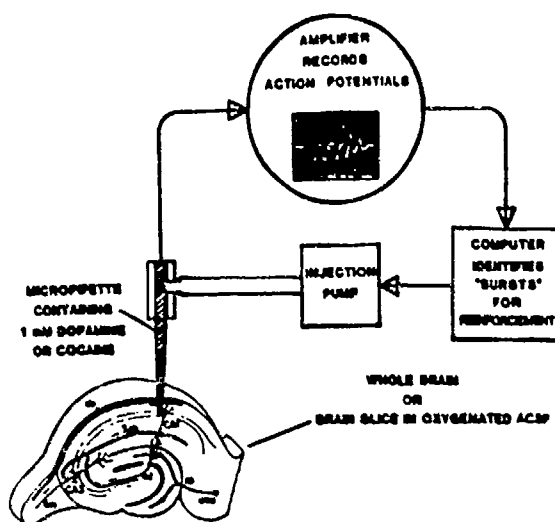 AMPLIFIER
RECORDS
ACTION POTENTIALS
COMPUTER
IDENTIFIES
"BURSTS"
FOR
REINFORCEMENT
INJECTION
PUMP
MICROPIPETTE
CONTAINING
1 mM DOPAMINE
OR COCAINE
WHOLE BRAIN
OR
BRAIN SLICE IN OXYGENATED ACSF